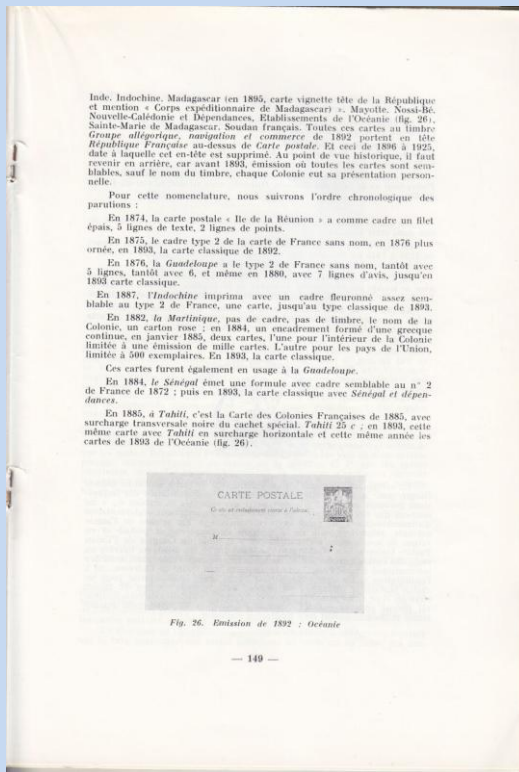 Inde. Indochine. Madagascar (en 1895, carte vignette tête de la République
et mention « Corps expéditionnaire de Madagascar) ». Mayotte. Nossi-Bé.
Nouvelle-Calédonie et Dépendances, Etablissements de l'Océanie (fig. 26),
Sainte-Marie de Madagascar. Soudan français. Toutes ces cartes au timbre
Groupe allégorique, navigation et commerce de 1892 portent en tête
République Française au-dessus de Carte postale. Et ceci de 1896 à 1925,
date à laquelle cet en-tête est supprimé. Au point de vue historique, il faut
revenir en arrière, car avant 1893, émission où toutes les cartes sont sem-
blables, sauf le nom du timbre, chaque Colonie eut sa présentation person-
nelle.
Pour cette nomenclature, nous suivrons l'ordre chronologique des
parutions :
En 1874, la carte postale « Ile de la Réunion » a comme cadre un filet
épais, 5 lignes de texte, 2 lignes de points.
En 1875, le cadre type 2 de la carte de France sans nom, en 1876 plus
ornée, en 1893, la carte classique de 1892.
En 1876, la Guadeloupe a le type 2 de France sans nom, tantôt avec
5 lignes, tantôt avec 6, et même en 1880, avec 7 lignes d'avis, jusqu'en
1893 carte classique.
En 1887, l'Indochine imprima avec un cadre fleuronné assez sem-
blable au type 2 de France, une carte, jusqu'au type classique de 1893.
En 1882, la Martinique, pas de cadre, pas de timbre, le nom de la
Colonie, un carton rose ; en 1884, un encadrement formé d'une grecque
continue, en janvier 1885, deux cartes, l'une pour l'intérieur de la Colonie
limitée à une émission de mille cartes. L'autre pour les pays de l'Union,
limitée à 500 exemplaires. En 1893, la carte classique.
Ces cartes furent également en usage à la Guadeloupe.
En 1884, le Sénégal émet une formule avec cadre semblable au n° 2
de France de 1872 ; puis en 1893, la carte classique avec Sénégal et dépen-
dances.
En 1885, à Tahiti, c'est la Carte des Colonies Françaises de 1885, avec
surcharge transversale noire du cachet spécial. Tahiti 25 c ; en 1893, cette
même carte avec Tahiti en surcharge horizontale et cette même année les
cartes de 1893 de l'Océanie (fig. 26).
CARTE POSTALE
Ce côté est exclusivement réservé à l'adresse.
M
Fig. 26. Emission de 1892 : Océanie
— 149 —